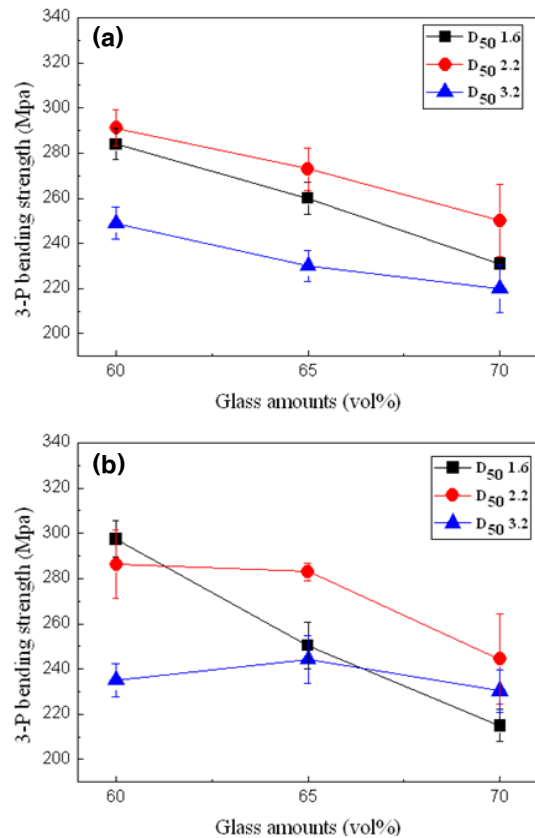 (a)
D50 1.6
D50 2.2
D50 3.2
340
320
300
280
260
240
220
200
3-P bending strength (Mpa)
60
65
70
Glass amounts (vol%)
(b)
D50 1.6
D50 2.2
D50 3.2
340
320
300
280
260
240
220
200
3-P bending strength (Mpa)
60
65
70
Glass amounts (vol%)